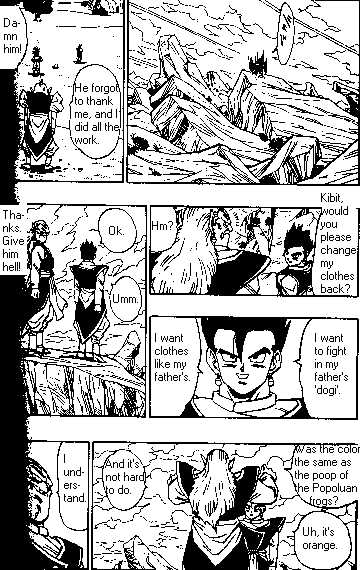 He forgot
to thank
me, and I
did all the
work.
Da-
mn
him!
Kibit,
would
you
please
change
my
clothes
back?
Hm?
I want
to fight
in my
father's
'dogi'.
I want
clothes
like my
father's.
Ok.
Umm.
Tha-
nks.
Give
him
hell!
Was the color
the same as
the poop of
the Popoluan
frogs?
Uh, it's
orange.
And it's
not hard
to do.
I
und-
ers-
tand.